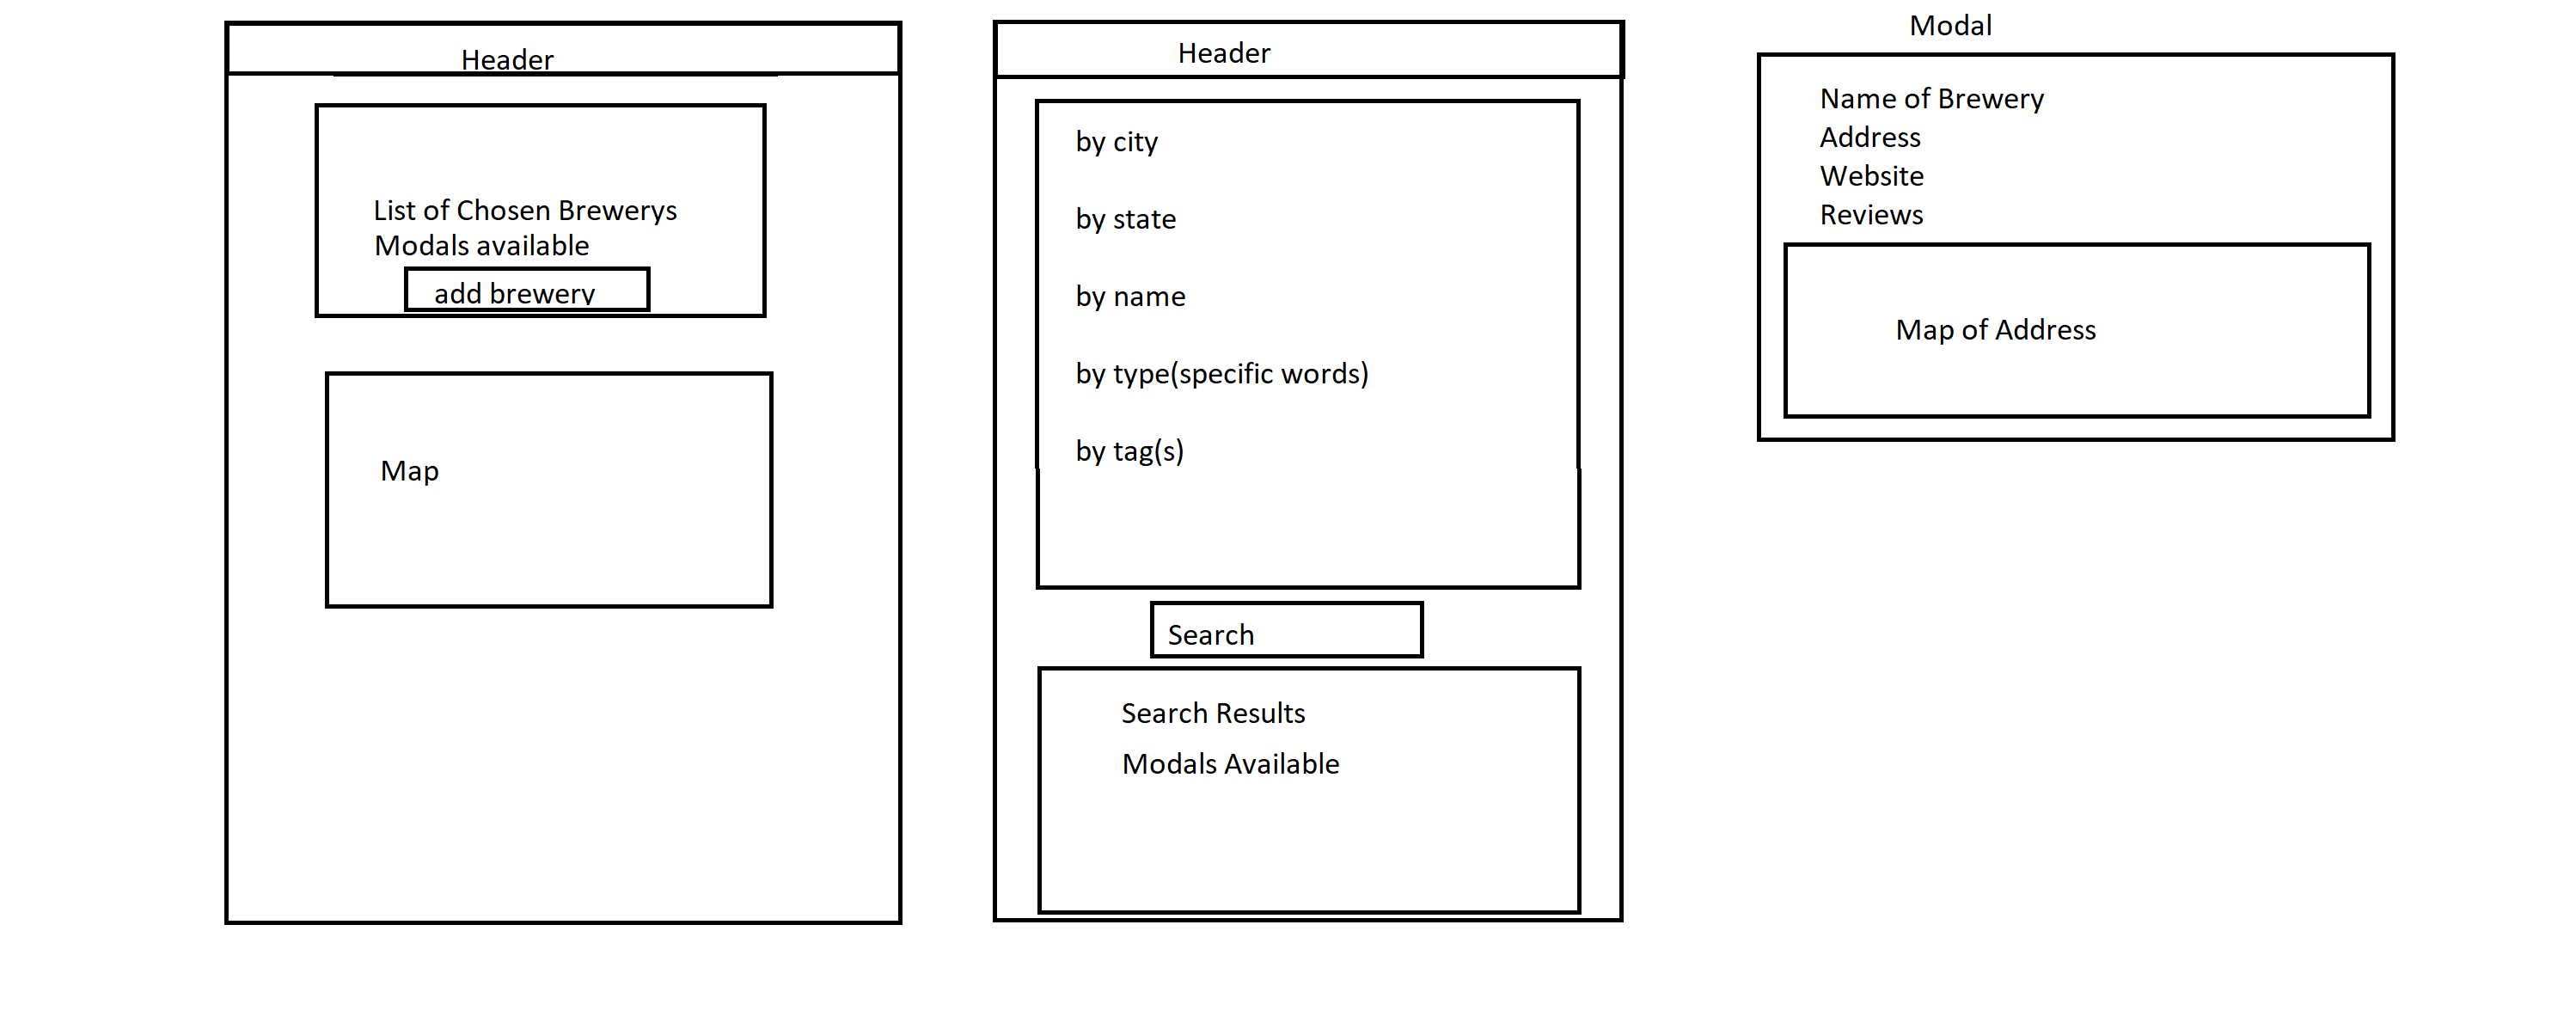 Header
List of Chosen Brewerys
Modals available
add brewery
Map
Header
by city
by state
by name
by type(specific words)
by tag(s)
Search
Search Results
Modals Available
Modal
Name of Brewery
Address
Website
Reviews
Map of Address